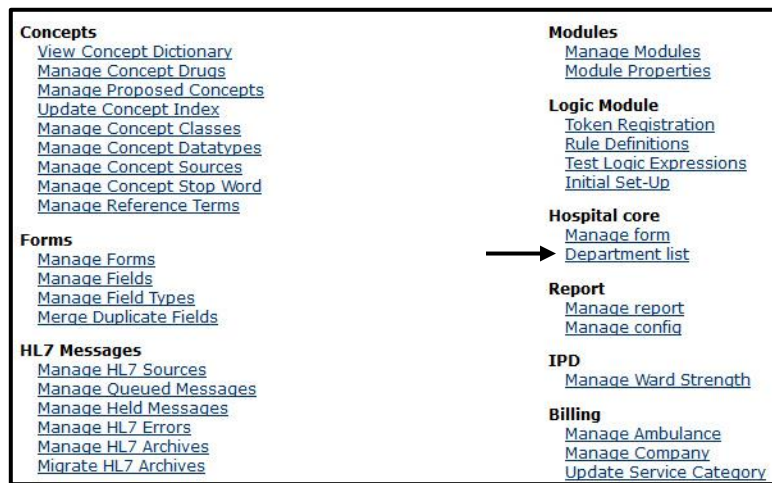 Concepts
View Concept Dictionary
Manage Concept Drugs
Manage Proposed Concepts
Update Concept Index
Manage Concept Classes
Manage Concept Datatypes
Manage Concept Sources
Manage Concept Stop Word
Manage Reference Terms
Forms
Manage Forms
Manage Fields
Manage Field Types
Merge Duplicate Fields
HL7 Messages
Manage HL7 Sources
Manage Queued Messages
Manage Held Messages
Manage HL7 Errors
Manage HL7 Archives
Migrate HL7 Archives
Modules
Manage Modules
Module Properties
Logic Module
Token Registration
Rule Definitions
Test Logic Expressions
Initial Set-Up
Hospital core
Manage form
Department list
Report
Manage report
Manage config
IPD
Manage Ward Strength
Billing
Manage Ambulance
Manage Company
Update Service Category